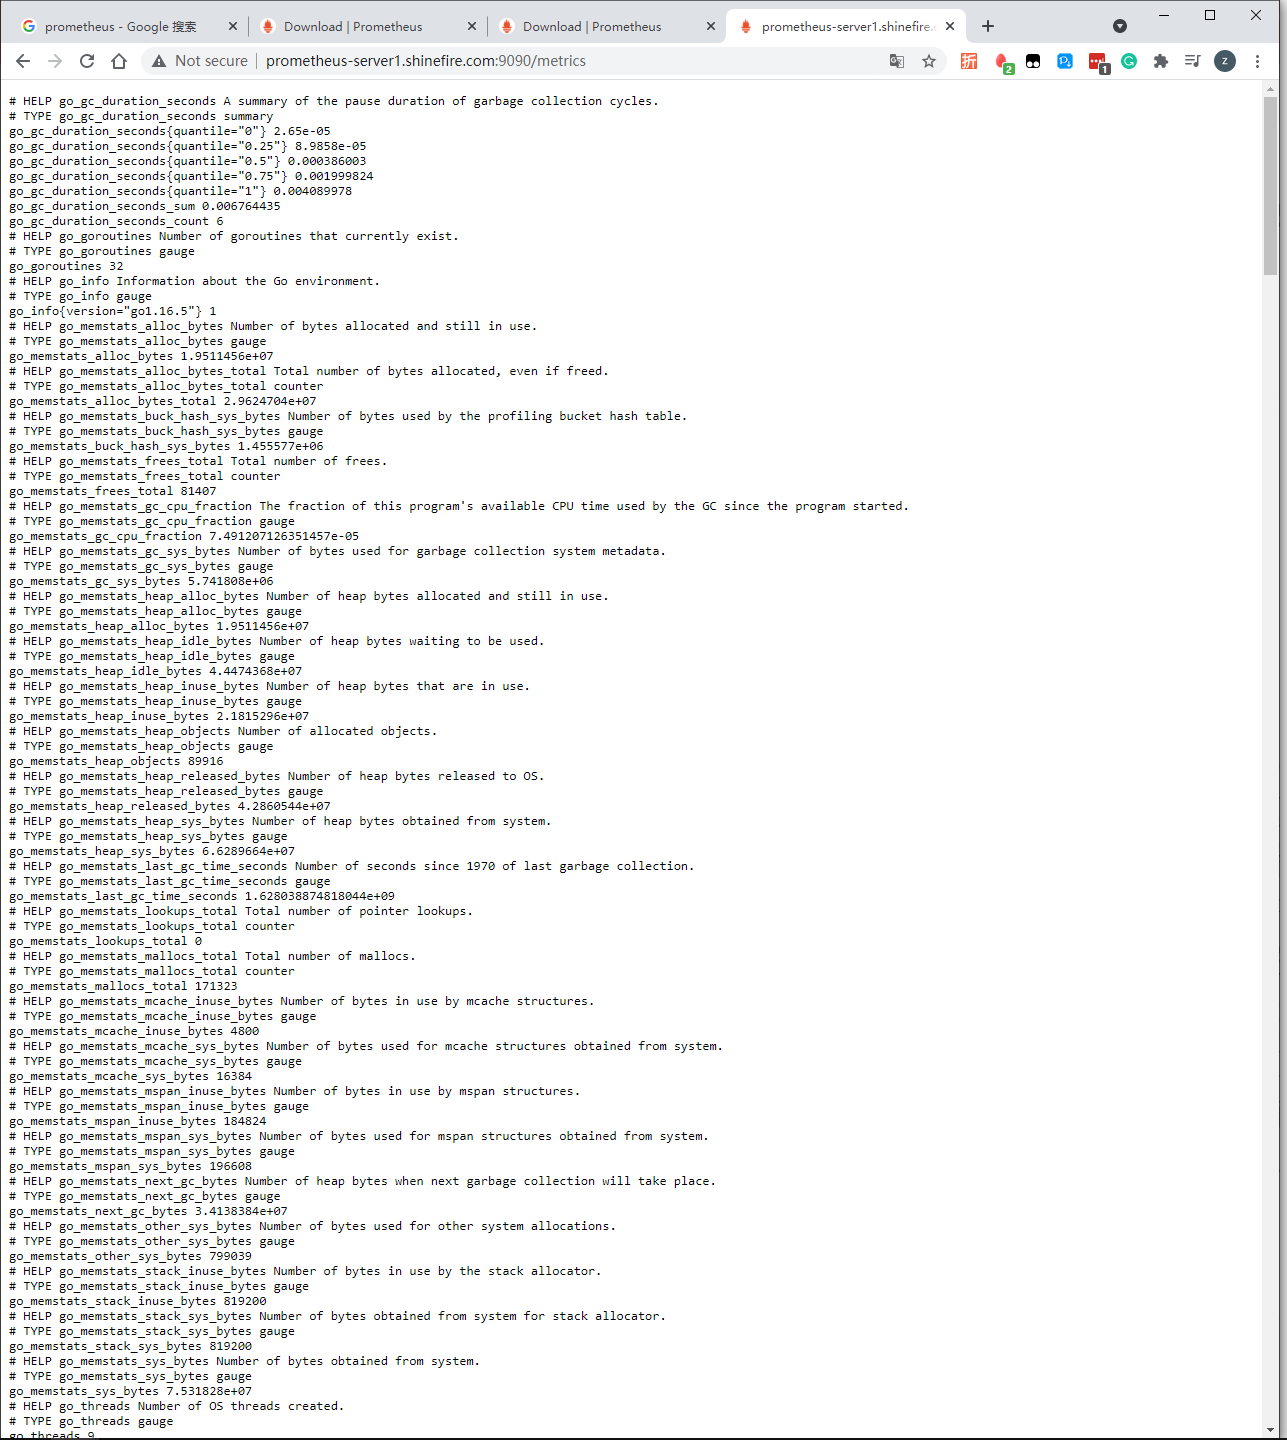 prometheus - Google 搜索
Download | Prometheus
Download | Prometheus
prometheus-server1.shinefire.c
Not secure | prometheus-server1.shinefire.com:9090/metrics
折
2
1
Z
# HELP go_gc_duration_seconds A summary of the pause duration of garbage collection cycles.
# TYPE go_gc_duration_seconds summary
go_gc_duration_seconds{quantile="0"} 2.65e-05
go_gc_duration_seconds{quantile="0.25"} 8.9858e-05
go_gc_duration_seconds{quantile="0.5"} 0.000386003
go_gc_duration_seconds{quantile="0.75"} 0.001999824
go_gc_duration_seconds{quantile="1"} 0.004089978
go_gc_duration_seconds_sum 0.006764435
go_gc_duration_seconds_count 6
# HELP go_goroutines Number of goroutines that currently exist.
# TYPE go_goroutines gauge
go_goroutines 32
# HELP go_info Information about the Go environment.
# TYPE go_info gauge
go_info{version="go1.16.5"} 1
# HELP go_memstats_alloc_bytes Number of bytes allocated and still in use.
# TYPE go_memstats_alloc_bytes gauge
go_memstats_alloc_bytes 1.9511456e+07
# HELP go_memstats_alloc_bytes_total Total number of bytes allocated, even if freed.
# TYPE go_memstats_alloc_bytes_total counter
go_memstats_alloc_bytes_total 2.9624704e+07
# HELP go_memstats_buck_hash_sys_bytes Number of bytes used by the profiling bucket hash table.
# TYPE go_memstats_buck_hash_sys_bytes gauge
go_memstats_buck_hash_sys_bytes 1.455577e+06
# HELP go_memstats_frees_total Total number of frees.
# TYPE go_memstats_frees_total counter
go_memstats_frees_total 81407
# HELP go_memstats_gc_cpu_fraction The fraction of this program's available CPU time used by the GC since the program started.
# TYPE go_memstats_gc_cpu_fraction gauge
go_memstats_gc_cpu_fraction 7.491207126351457e-05
# HELP go_memstats_gc_sys_bytes Number of bytes used for garbage collection system metadata.
# TYPE go_memstats_gc_sys_bytes gauge
go_memstats_gc_sys_bytes 5.741808e+06
# HELP go_memstats_heap_alloc_bytes Number of heap bytes allocated and still in use.
# TYPE go_memstats_heap_alloc_bytes gauge
go_memstats_heap_alloc_bytes 1.9511456e+07
# HELP go_memstats_heap_idle_bytes Number of heap bytes waiting to be used.
# TYPE go_memstats_heap_idle_bytes gauge
go_memstats_heap_idle_bytes 4.4474368e+07
# HELP go_memstats_heap_inuse_bytes Number of heap bytes that are in use.
# TYPE go_memstats_heap_inuse_bytes gauge
go_memstats_heap_inuse_bytes 2.1815296e+07
# HELP go_memstats_heap_objects Number of allocated objects.
# TYPE go_memstats_heap_objects gauge
go_memstats_heap_objects 89916
# HELP go_memstats_heap_released_bytes Number of heap bytes released to OS.
# TYPE go_memstats_heap_released_bytes gauge
go_memstats_heap_released_bytes 4.2860544e+07
# HELP go_memstats_heap_sys_bytes Number of heap bytes obtained from system.
# TYPE go_memstats_heap_sys_bytes gauge
go_memstats_heap_sys_bytes 6.6289664e+07
# HELP go_memstats_last_gc_time_seconds Number of seconds since 1970 of last garbage collection.
# TYPE go_memstats_last_gc_time_seconds gauge
go_memstats_last_gc_time_seconds 1.628038874818044e+09
# HELP go_memstats_lookups_total Total number of pointer lookups.
# TYPE go_memstats_lookups_total counter
go_memstats_lookups_total 0
# HELP go_memstats_mallocs_total Total number of mallocs.
# TYPE go_memstats_mallocs_total counter
go_memstats_mallocs_total 171323
# HELP go_memstats_mcache_inuse_bytes Number of bytes in use by mcache structures.
# TYPE go_memstats_mcache_inuse_bytes gauge
go_memstats_mcache_inuse_bytes 4800
# HELP go_memstats_mcache_sys_bytes Number of bytes used for mcache structures obtained from system.
# TYPE go_memstats_mcache_sys_bytes gauge
go_memstats_mcache_sys_bytes 16384
# HELP go_memstats_mspan_inuse_bytes Number of bytes in use by mspan structures.
# TYPE go_memstats_mspan_inuse_bytes gauge
go_memstats_mspan_inuse_bytes 184824
# HELP go_memstats_mspan_sys_bytes Number of bytes used for mspan structures obtained from system.
# TYPE go_memstats_mspan_sys_bytes gauge
go_memstats_mspan_sys_bytes 196608
# HELP go_memstats_next_gc_bytes Number of heap bytes when next garbage collection will take place.
# TYPE go_memstats_next_gc_bytes gauge
go_memstats_next_gc_bytes 3.4138384e+07
# HELP go_memstats_other_sys_bytes Number of bytes used for other system allocations.
# TYPE go_memstats_other_sys_bytes gauge
go_memstats_other_sys_bytes 799039
# HELP go_memstats_stack_inuse_bytes Number of bytes in use by the stack allocator.
# TYPE go_memstats_stack_inuse_bytes gauge
go_memstats_stack_inuse_bytes 819200
# HELP go_memstats_stack_sys_bytes Number of bytes obtained from system for stack allocator.
# TYPE go_memstats_stack_sys_bytes gauge
go_memstats_stack_sys_bytes 819200
# HELP go_memstats_sys_bytes Number of bytes obtained from system.
# TYPE go_memstats_sys_bytes gauge
go_memstats_sys_bytes 7.531828e+07
# HELP go_threads Number of OS threads created.
# TYPE go_threads gauge
go_threads 9